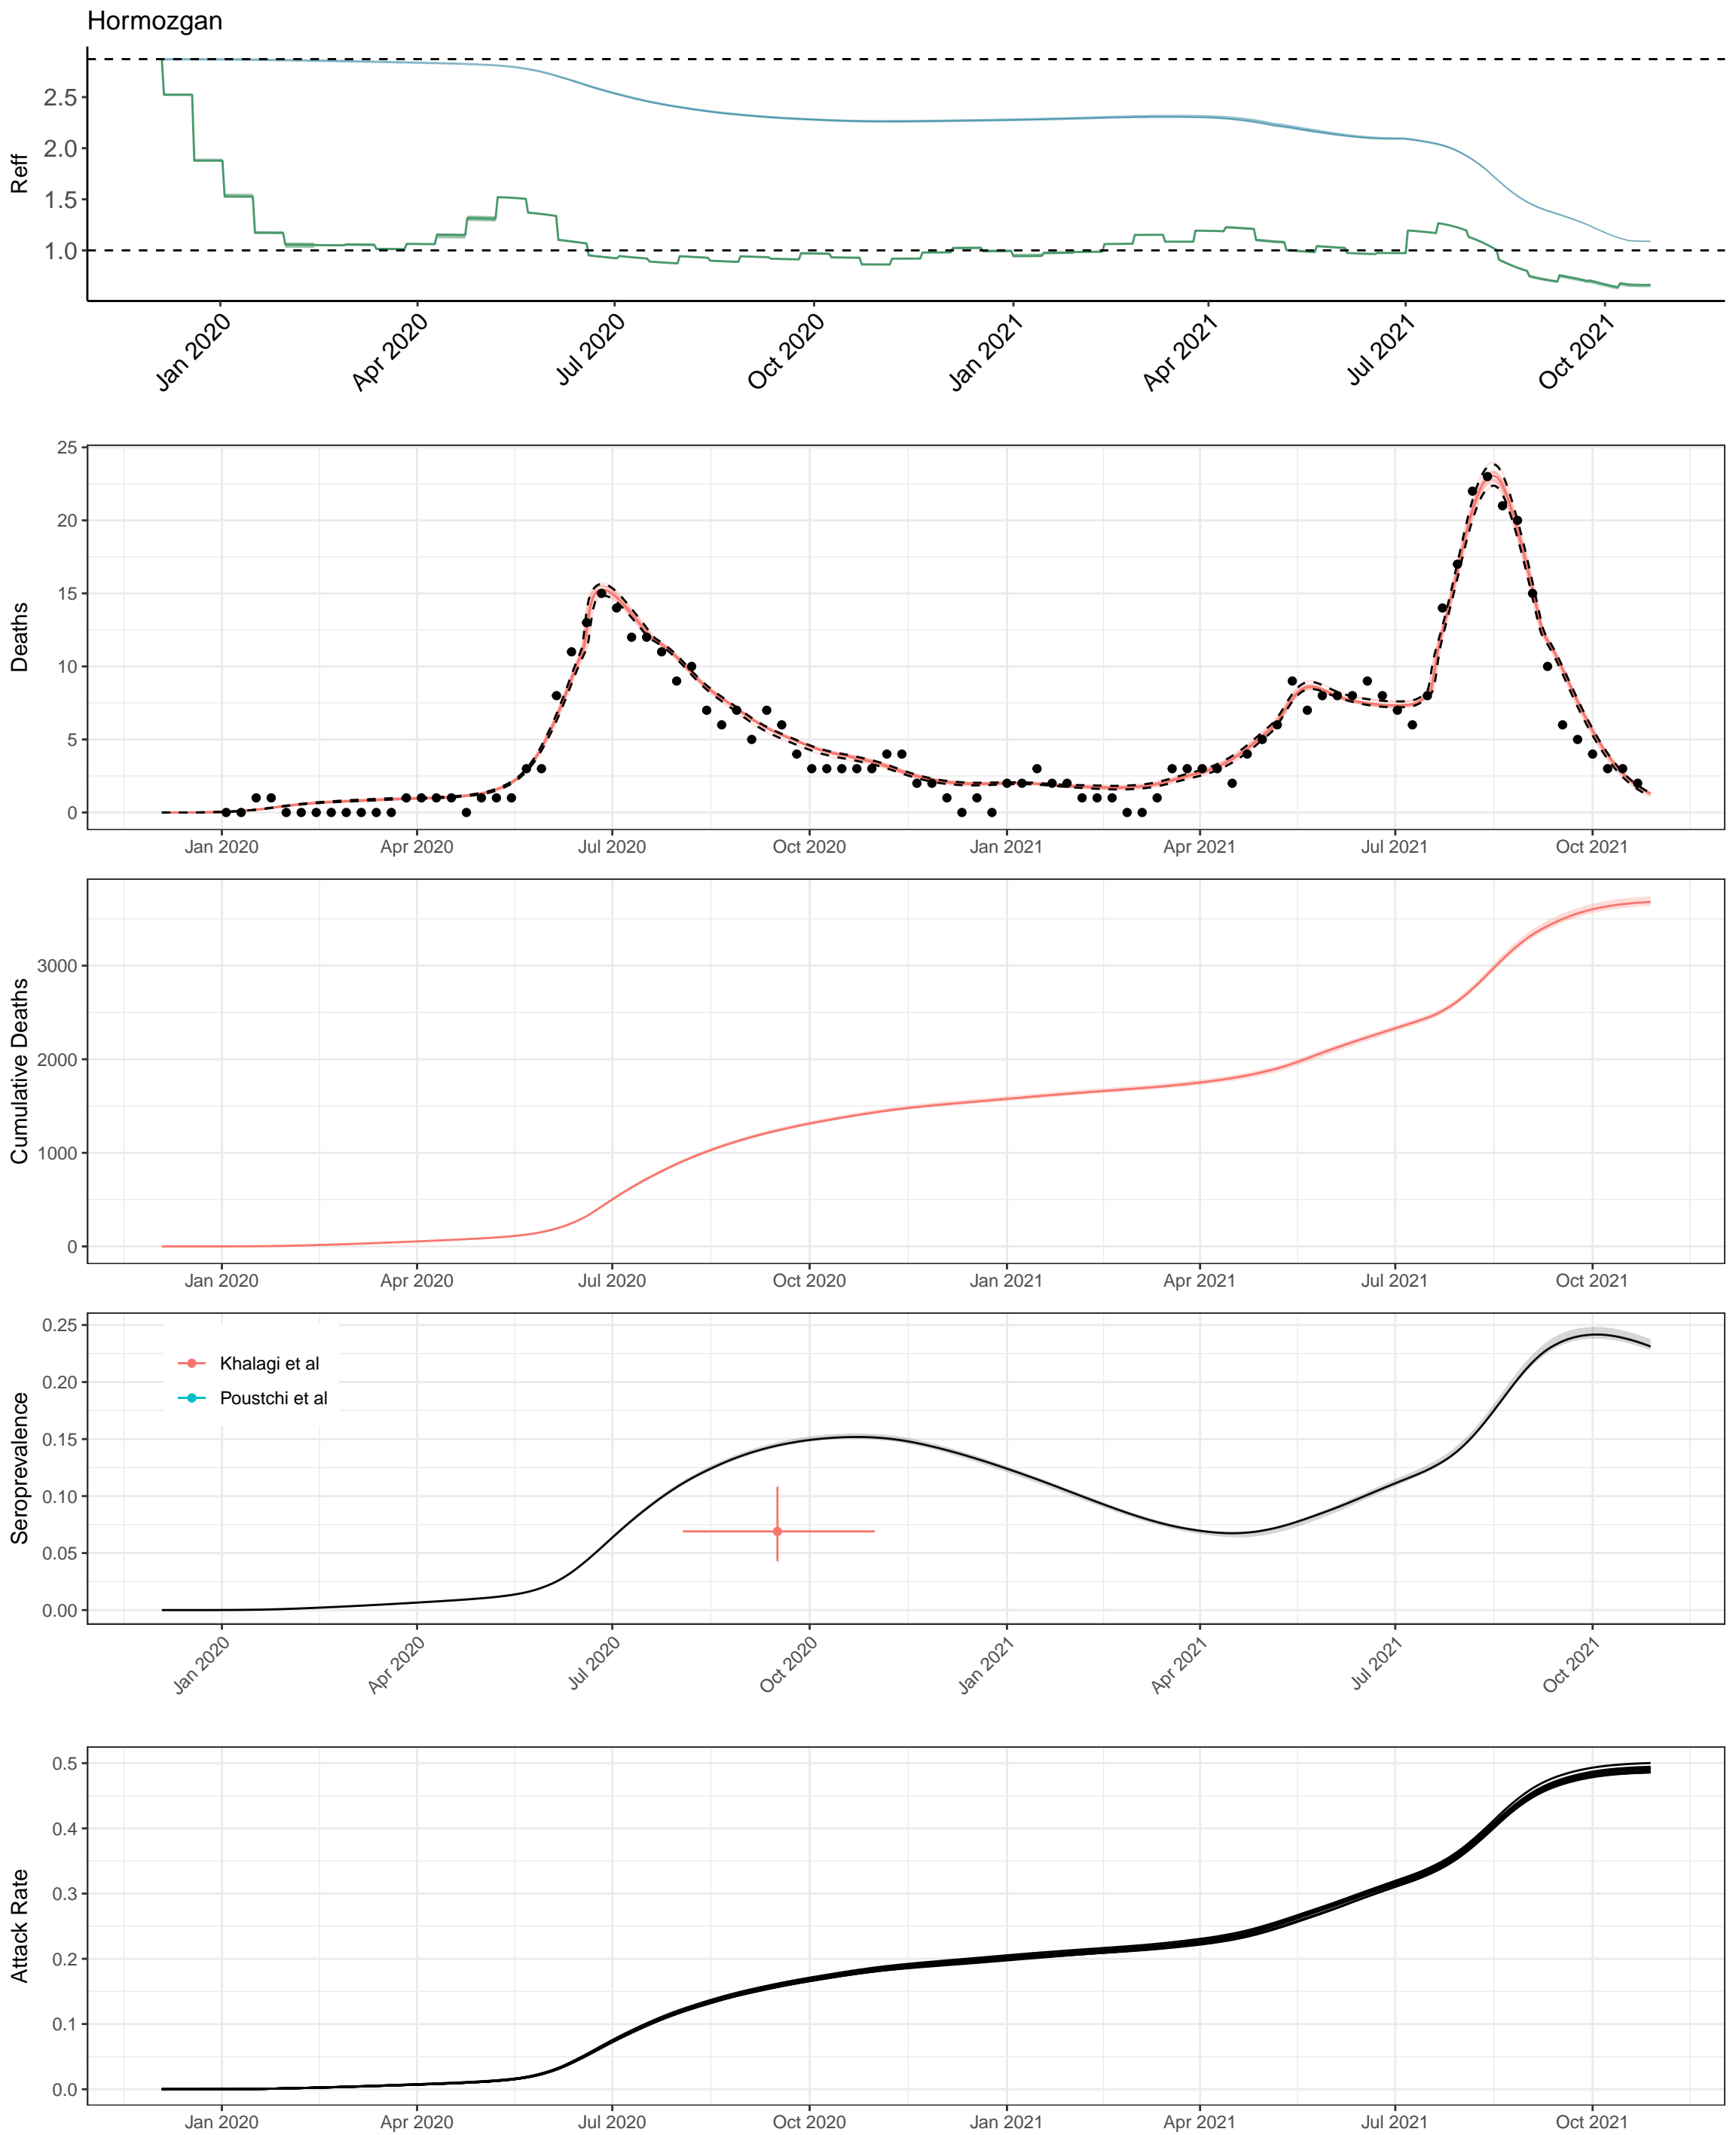 Hormozgan
Reff
2.5
2.0
1.5
1.0
Jan 2020
Apr 2020
Jul 2020
Oct 2020
Jan 2021
Apr 2021
Jul 2021
Oct 2021
Deaths
25
20
15
10
5
0
Jan 2020
Apr 2020
Jul 2020
Oct 2020
Jan 2021
Apr 2021
Jul 2021
Oct 2021
Cumulative Deaths
3000
2000
1000
0
Jan 2020
Apr 2020
Jul 2020
Oct 2020
Jan 2021
Apr 2021
Jul 2021
Oct 2021
Seroprevalence
0.25
0.20
0.15
0.10
0.05
0.00
Khalagi et al
Poustchi et al
Jan 2020
Apr 2020
Jul 2020
Oct 2020
Jan 2021
Apr 2021
Jul 2021
Oct 2021
Attack Rate
0.5
0.4
0.3
0.2
0.1
0.0
Jan 2020
Apr 2020
Jul 2020
Oct 2020
Jan 2021
Apr 2021
Jul 2021
Oct 2021